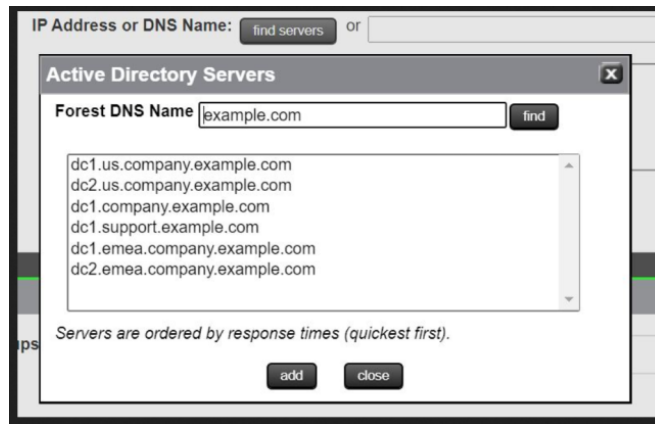 IP Address or DNS Name: find servers or
Active Directory Servers X
Forest DNS Name example.com find
dc1.us.company.example.com
dc2.us.company.example.com
dc1.company.example.com
dc1.support.example.com
dc1.emea.company.example.com
dc2.emea.company.example.com
Servers are ordered by response times (quickest first).
ups
add close